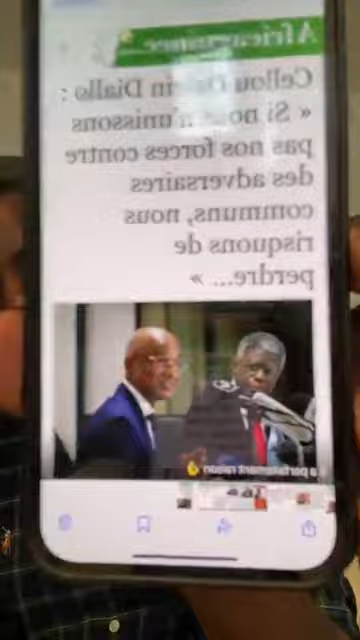 Africaguinee
Cellou Dalein Diallo :
« Si nous n'unissons
pas nos forces contre
des adversaires
communs, nous
risquons de
perdre... »
a parfaitement raison